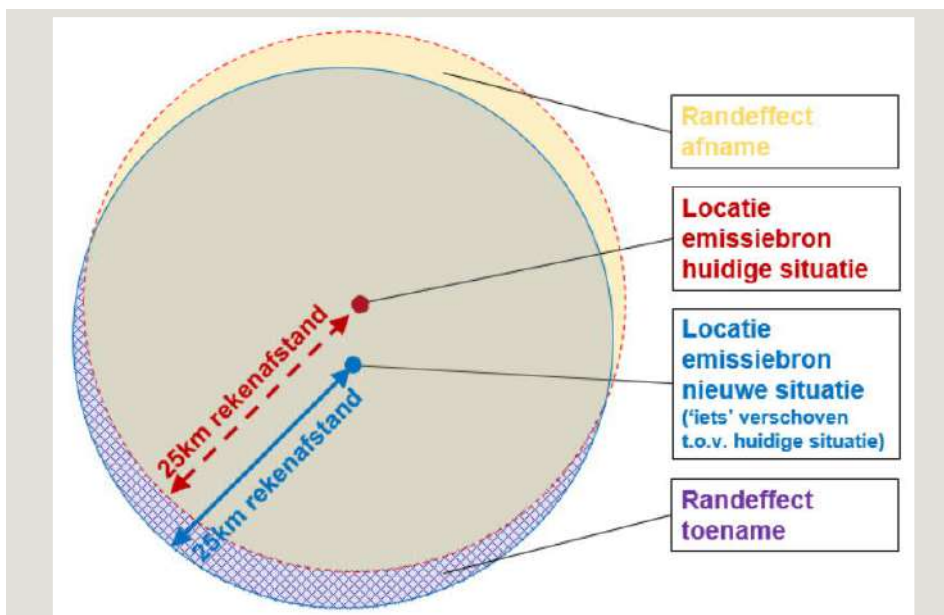 Randeffect
afname
Locatie
emissiebron
huidige situatie
25km rekenafstand
Locatie
emissiebron
nieuwe situatie
('iets' verschoven
t.o.v. huidige situatie)
25km rekenafstand
Randeffect
toename